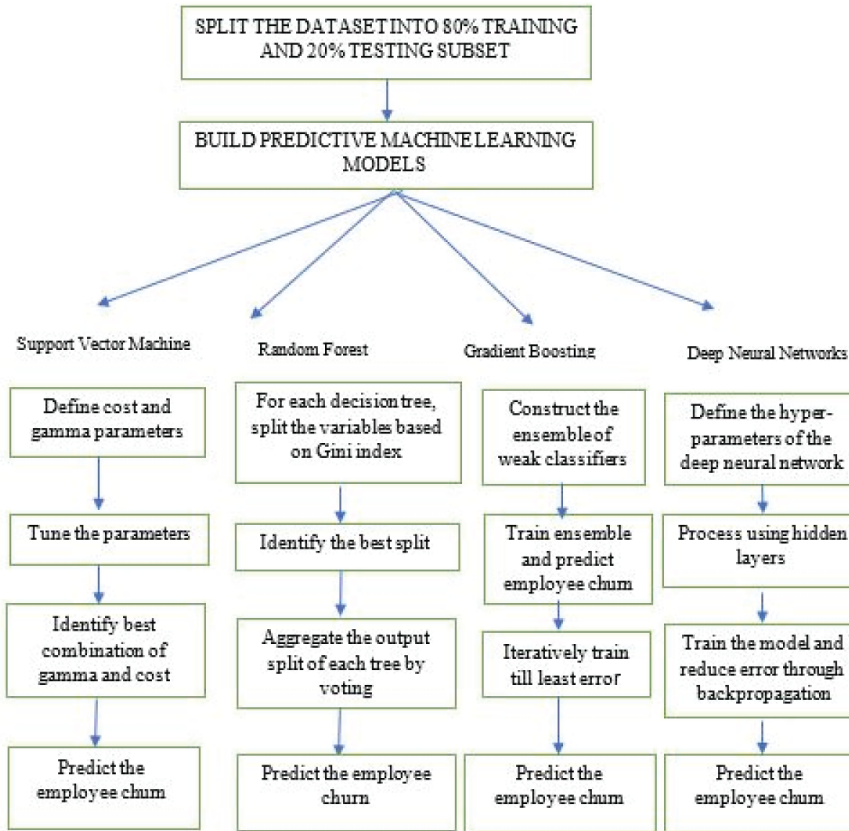 SPLIT THE DATASET INTO 80% TRAINING
AND 20% TESTING SUBSET
BUILD PREDICTIVE MACHINE LEARNING
MODELS
Support Vector Machine
Define cost and
gamma parameters
Tune the parameters
Identify best
combination of
gamma and cost
Predict the
employee churn
Random Forest
For each decision tree,
split the variables based
on Gini index
Identify the best split
Aggregate the output
split of each tree by
voting
Predict the employee
churn
Gradient Boosting
Construct the
ensemble of
weak classifiers
Train ensemble
and predict
employee churn
Iteratively train
till least error
Predict the
employee churn
Deep Neural Networks
Define the hyper-
parameters of the
deep neural network
Process using hidden
layers
Train the model and
reduce error through
backpropagation
Predict the
employee churn